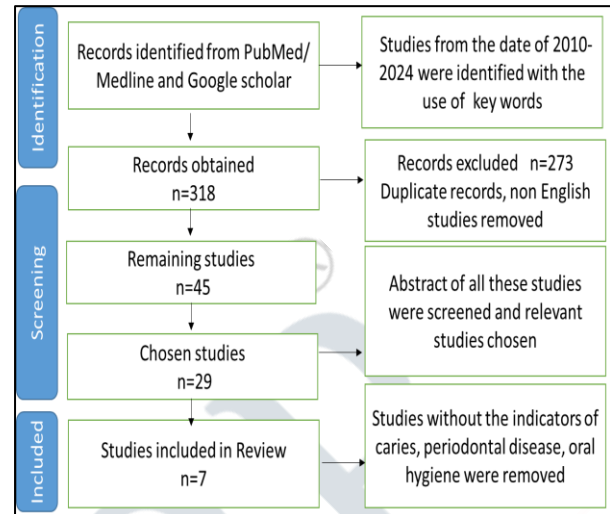 Identification
Records identified from PubMed/
Medline and Google scholar
Studies from the date of 2010-
2024 were identified with the
use of key words
Records obtained
n=318
Records excluded n=273
Duplicate records, non English
studies removed
Screening
Remaining studies
n=45
Abstract of all these studies
were screened and relevant
studies chosen
Chosen studies
n=29
Included
Studies included in Review
n=7
Studies without the indicators of
caries, periodontal disease, oral
hygiene were removed